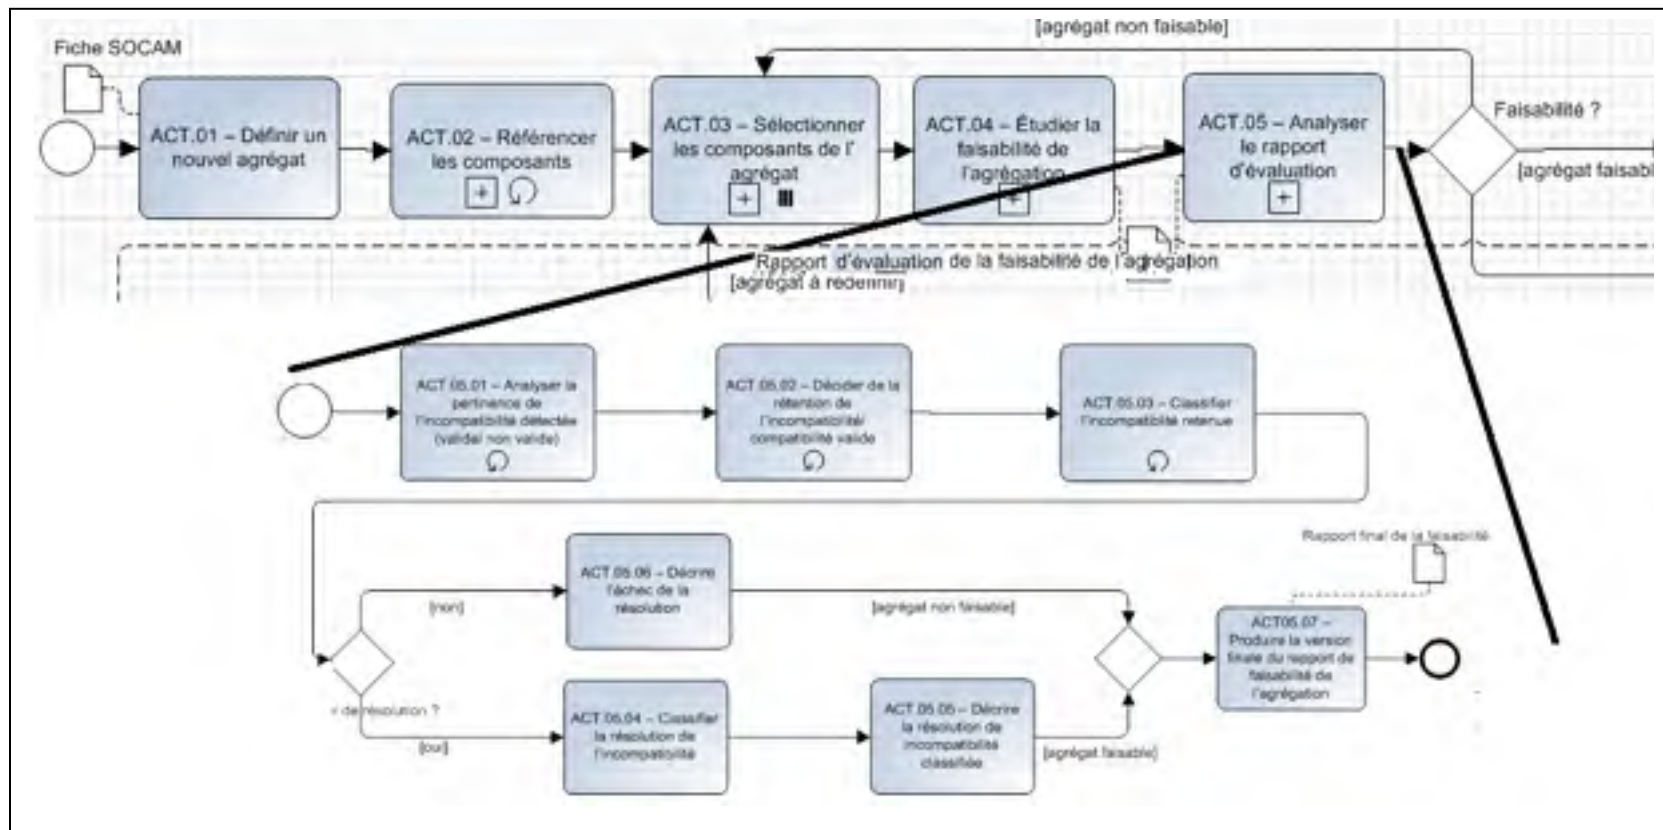 [agrégat non faisable]
Fiche SOCAM
ACT.01 – Définir un
nouvel agrégat
ACT.02 – Référencer
les composants
ACT.03 – Sélectionner
les composants de l'
agrégat
ACT.04 – Étudier la
faisabilité de
l'agrégation
ACT.05 – Analyser
le rapport
d'évaluation
Faisabilité ?
[agrégat faisabl
Rapport d'évaluation de la faisabilité de l'agrégation
[agrégat à redéfinir]
ACT.05.01 – Analyser la
pertinence de
l'incompatibilité détectée
(valide/ non valide)
ACT.05.02 – Décider de la
rétention de
l'incompatibilité/
compatibilité valide
ACT.05.03 – Classifier
l'incompatiblité retenue
Rapport final de la faisabilité
ACT.05.06 – Décrire
l'échec de la
résolution
[non]
[agrégat non faisable]
ACT05.07 –
Produire la version
finale du rapport de
faisabilité de
l'agrégation
de résolution ?
[oui]
ACT.05.04 – Classifier
la résolution de
l'incompatibilité
ACT.05.05 – Décrire
la résolution de
incompatibilité
classifiée
[agrégat faisable]